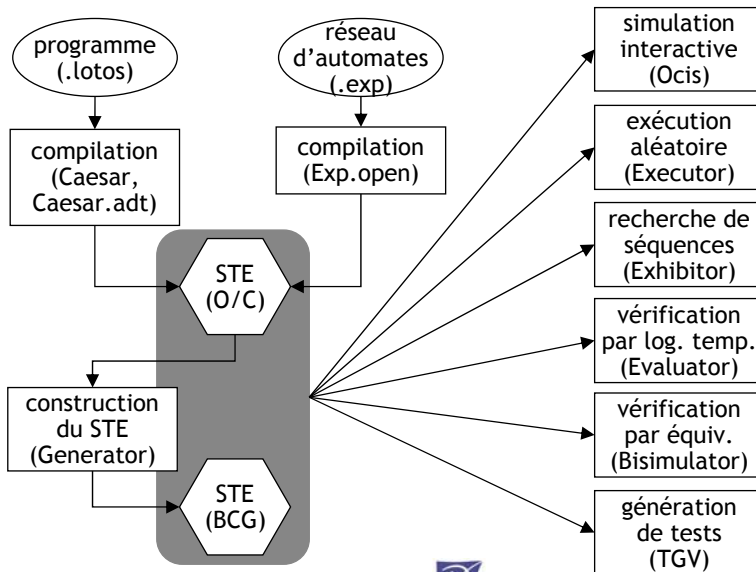 programme
(.lotos)
réseau
d'automates
(.exp)
compilation
(Caesar,
Caesar.adt)
compilation
(Exp.open)
STE
(O/C)
construction
du STE
(Generator)
STE
(BCG)
simulation
interactive
(Ocis)
exécution
aléatoire
(Executor)
recherche de
séquences
(Exhibitor)
vérification
par log. temp.
(Evaluator)
vérification
par équiv.
(Bisimulator)
génération
de tests
(TGV)